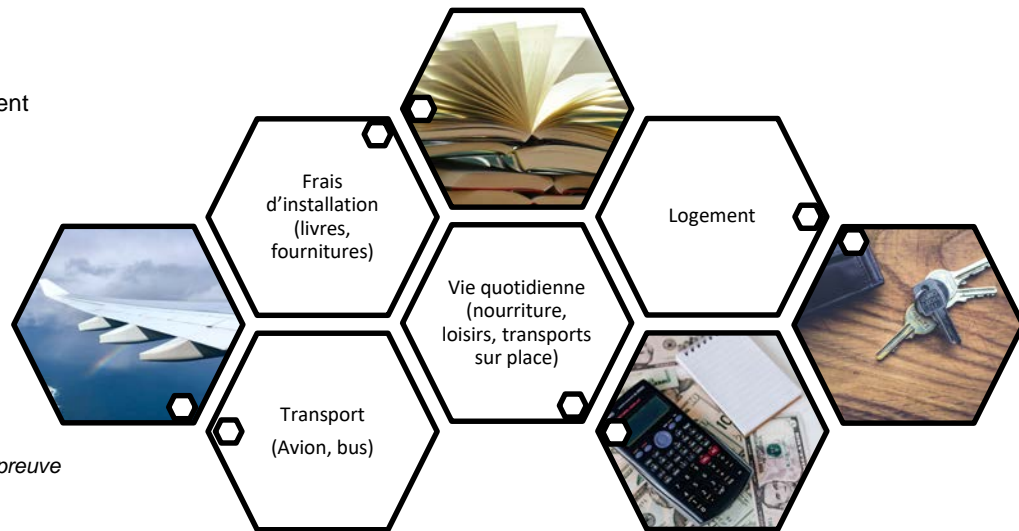 ent
Frais
d’installation
(livres,
fournitures)
Logement
Vie quotidienne
(nourriture,
loisirs, transports
sur place)
Transport
(Avion, bus)
preuve